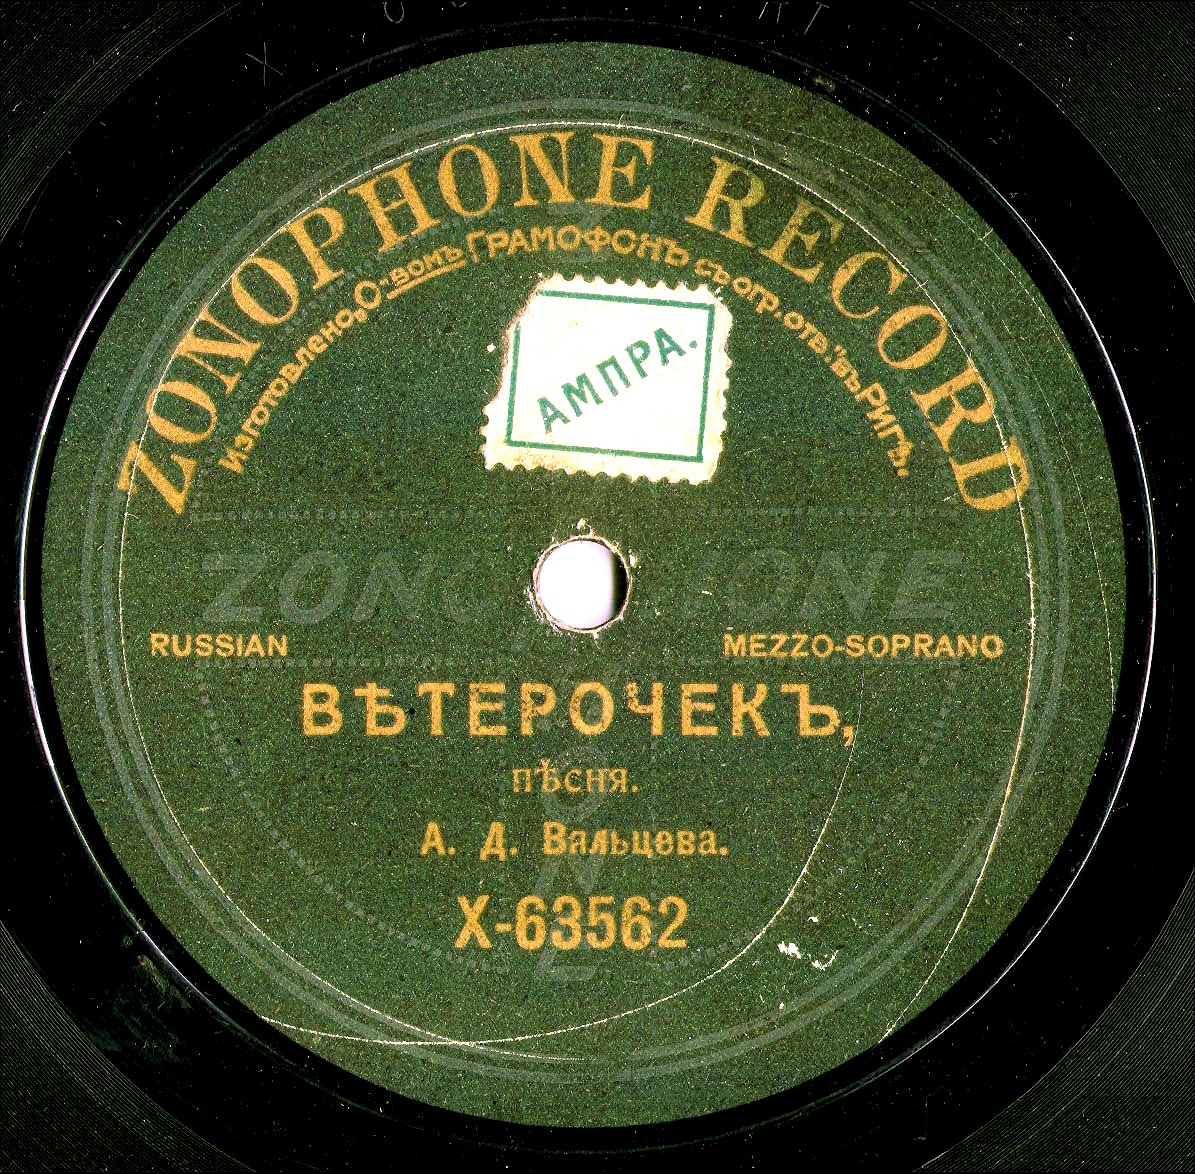 ZONOPHONE RECORD
Изготовлено „О-вомъ ГРАМОФОНЪ съ огр. отв." въ Ригѣ.
АМПРА.
ZONOPHONE
RUSSIAN MEZZO-SOPRANO
ВѢТЕРОЧЕКЪ,
пѣсня.
А. Д. Вяльцева.
X-63562